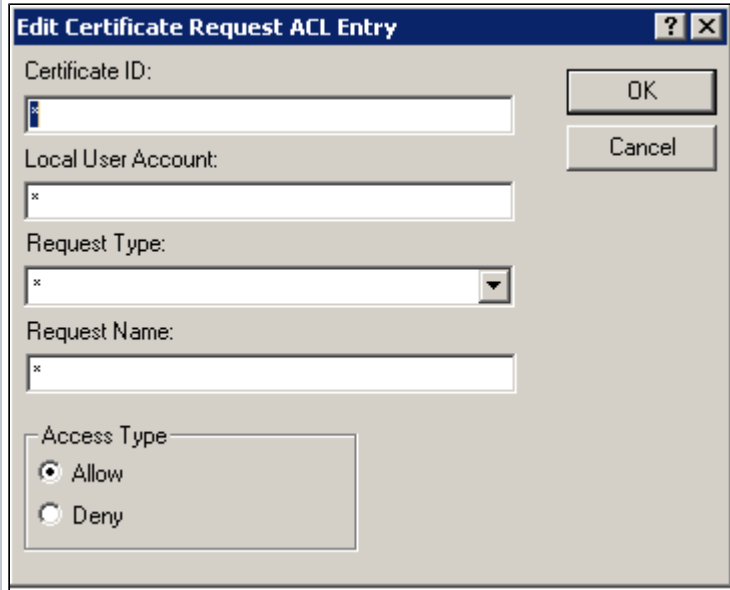 Edit Certificate Request ACL Entry
Certificate ID:
*
OK
Cancel
Local User Account:
*
Request Type:
*
Request Name:
*
Access Type
Allow
Deny